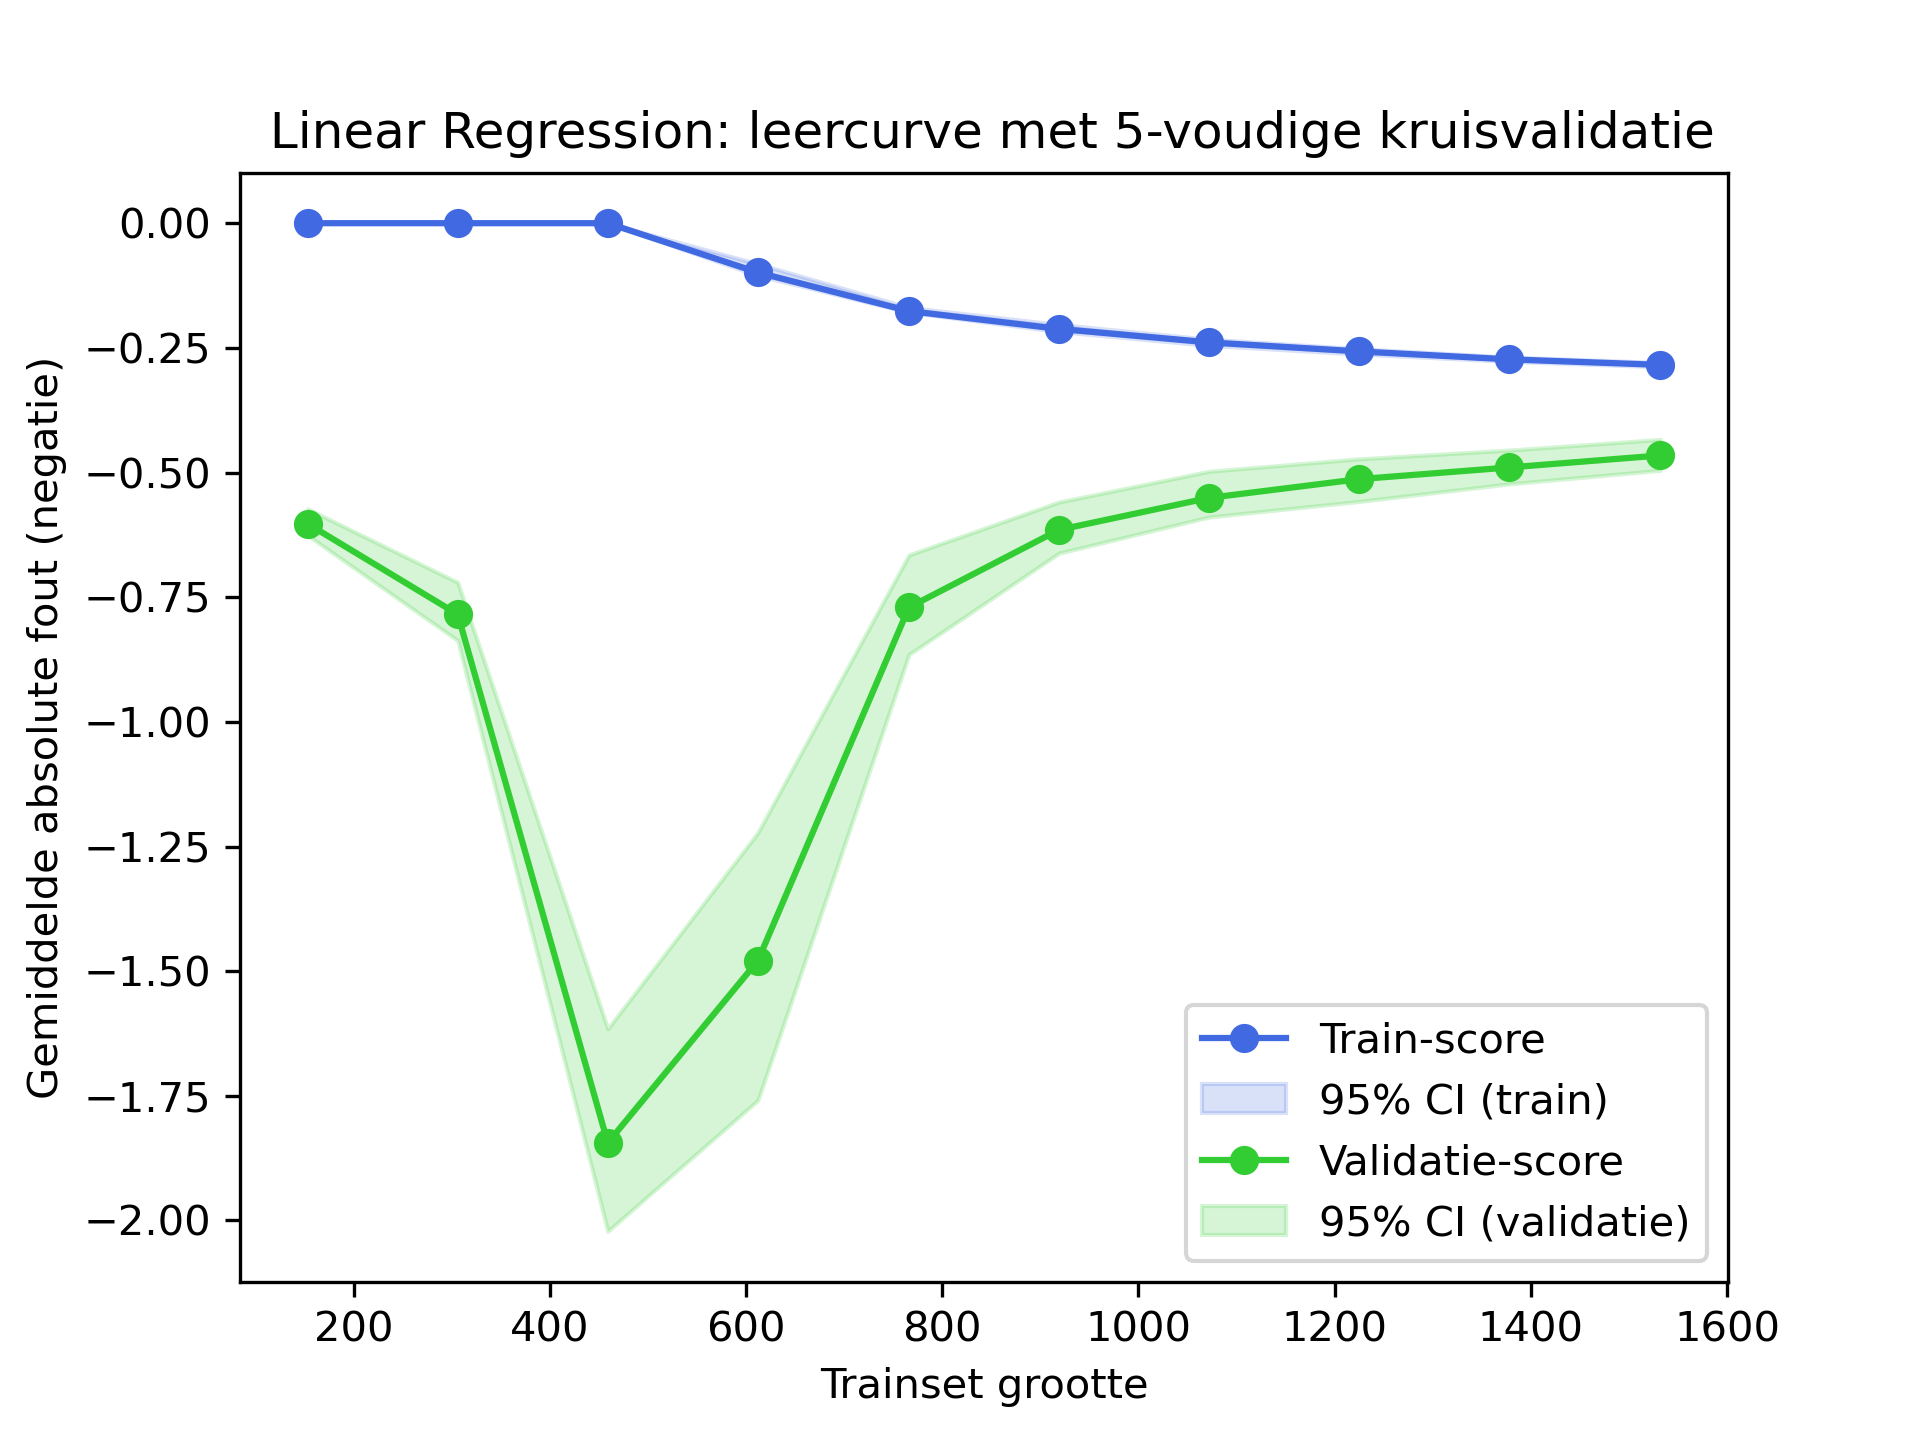 Linear Regression: leercurve met 5-voudige kruisvalidatie
Gemiddelde absolute fout (negatie)
0.00
−0.25
−0.50
−0.75
−1.00
−1.25
−1.50
−1.75
−2.00
Train-score
95% CI (train)
Validatie-score
95% CI (validatie)
200 400 600 800 1000 1200 1400 1600
Trainset grootte